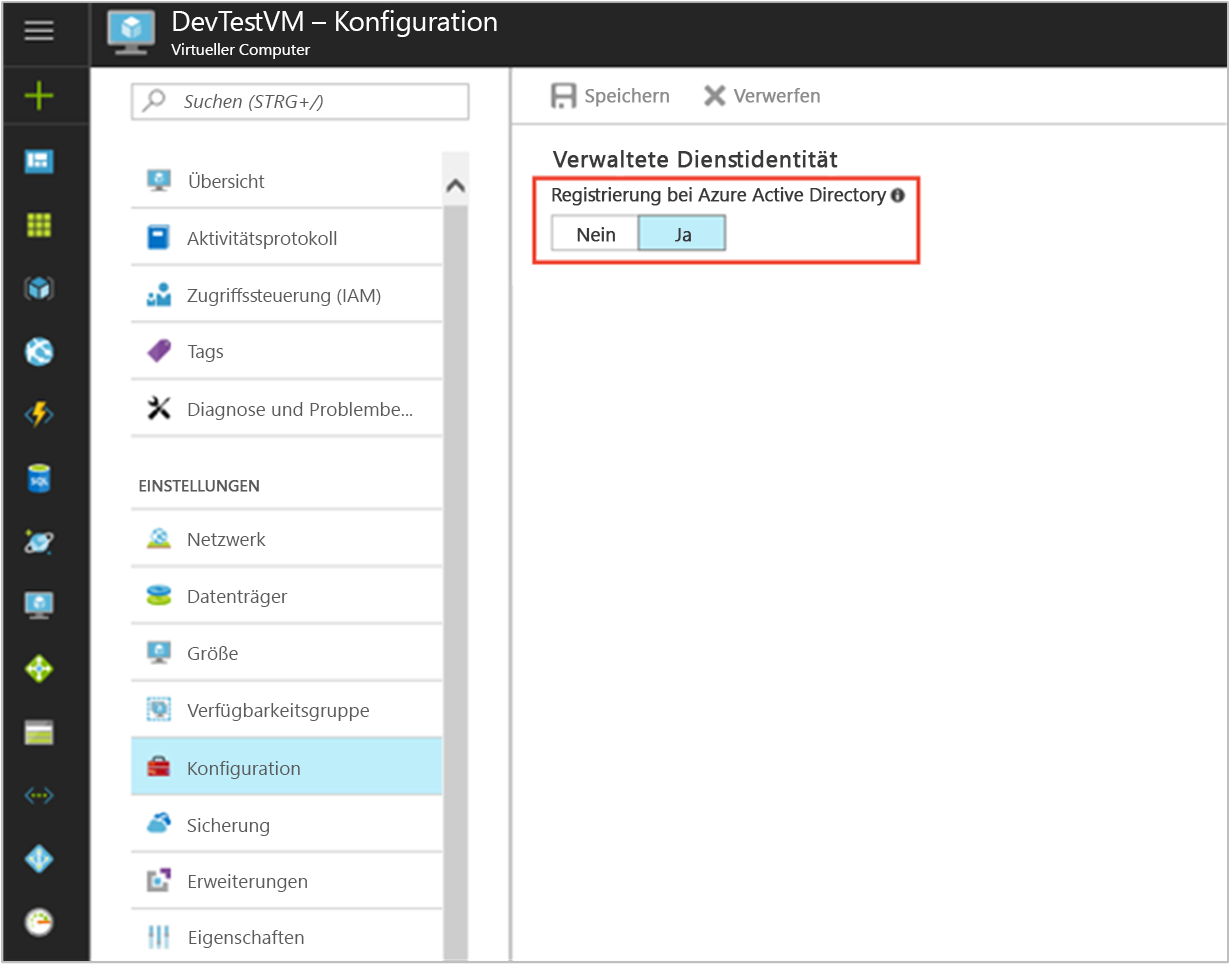 DevTestVM – Konfiguration
Virtueller Computer
Suchen (STRG+/)
Speichern
Verwerfen
Verwaltete Dienstidentität
Registrierung bei Azure Active Directory
Nein
Ja
Übersicht
Aktivitätsprotokoll
Zugriffssteuerung (IAM)
Tags
Diagnose und Problembe...
EINSTELLUNGEN
Netzwerk
Datenträger
Größe
Verfügbarkeitsgruppe
Konfiguration
Sicherung
Erweiterungen
Eigenschaften
SQL